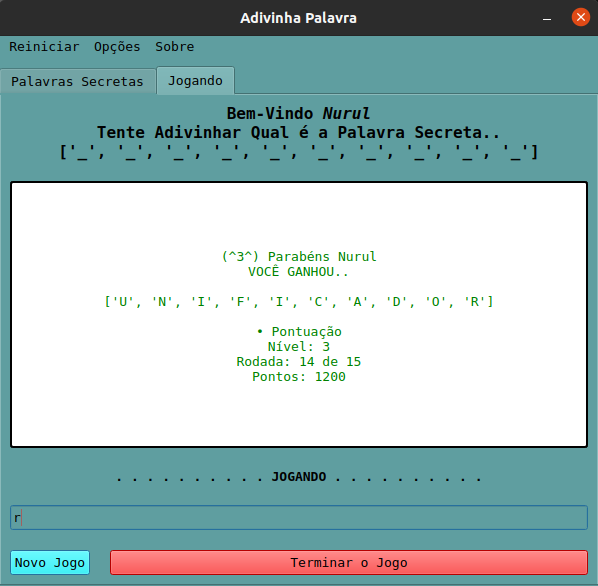 Adivinha Palavra
Reiniciar Opções Sobre
Palavras Secretas Jogando
Bem-Vindo Nurul
Tente Adivinhar Qual é a Palavra Secreta..
['_', '_', '_', '_', '_', '_', '_', '_', '_', '_']
(^3^) Parabéns Nurul
VOCÊ GANHOU..
['U', 'N', 'I', 'F', 'I', 'C', 'A', 'D', 'O', 'R']
• Pontuação
Nível: 3
Rodada: 14 de 15
Pontos: 1200
. . . . . . . . . . JOGANDO . . . . . . . . . .
r
Novo Jogo Terminar o Jogo